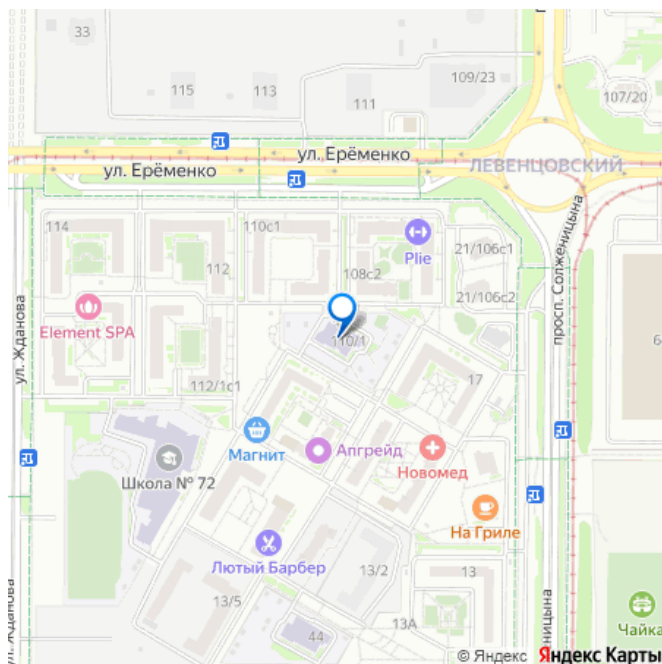 33
115
113
111
109/23
107/20
ул. Ерёменко
ул. Ерёменко
ЛЕВЕНЦОВСКИЙ
114
110с1
112
108с2
Plie
21/106с1
21/106с2
Element SPA
ул. Жданова
110/1
просп. Солженицына
112/1с1
17
Магнит
Апгрейд
Новомед
Школа № 72
На Гриле
Лютый Барбер
13/2
13
13/5
13А
44
Чайка
© Яндекс Яндекс Карты